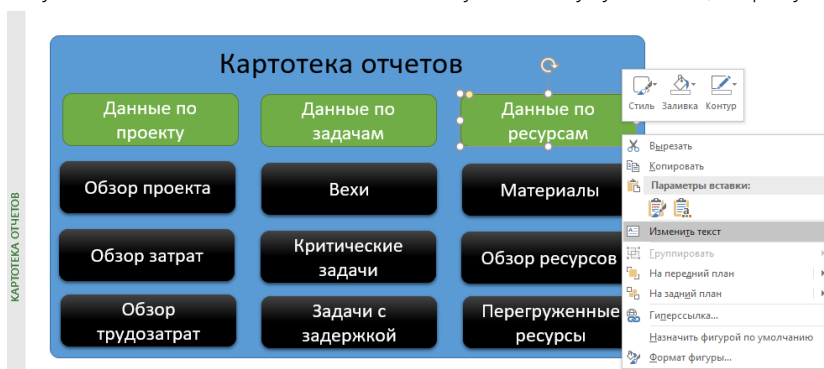 КАРТОТЕКА ОТЧЕТОВ
Картотека отчетов
Данные по
проекту
Данные по
задачам
Данные по
ресурсам
Обзор проекта
Вехи
Материалы
Обзор затрат
Критические
задачи
Обзор ресурсов
Обзор
трудозатрат
Задачи с
задержкой
Перегруженные
ресурсы
Стиль Заливка Контур
Вырезать
Копировать
Параметры вставки:
Изменить текст
Группировать
На передний план
На задний план
Гиперссылка...
Назначить фигурой по умолчанию
Формат фигуры...